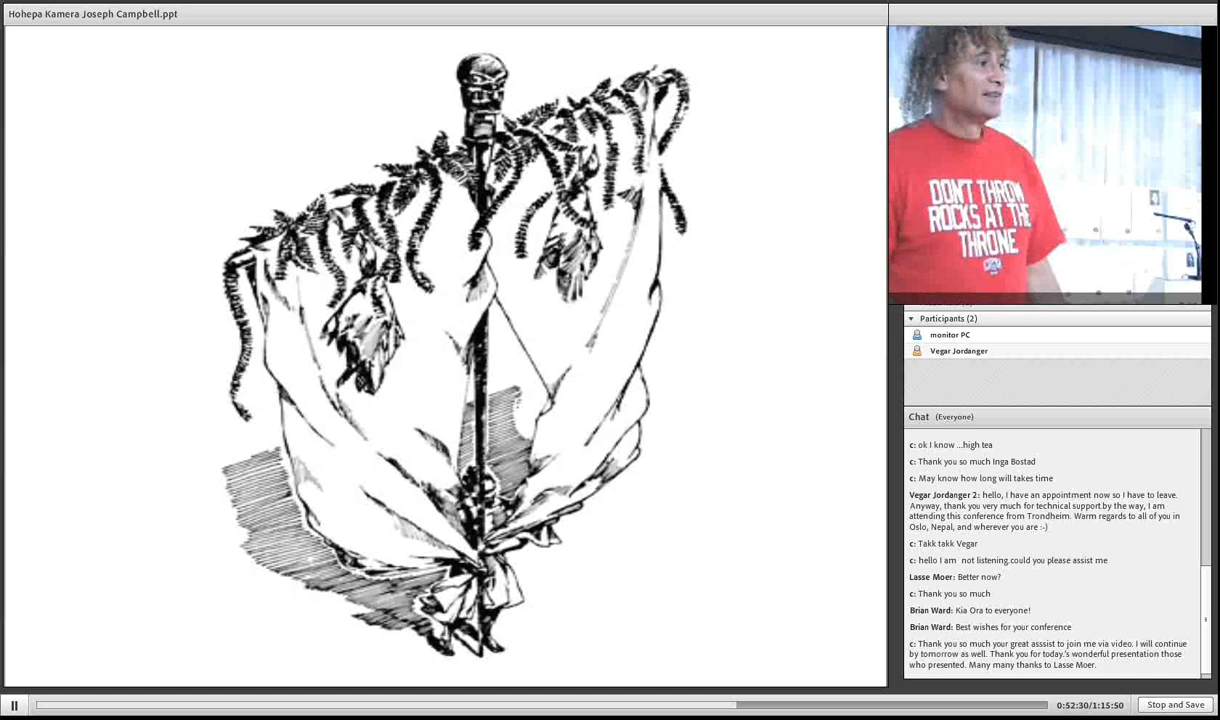 Hohepa Kamera Joseph Campbell.ppt
DON'T THROW
ROCKS AT THE
THRONE
Participants (2)
monitor PC
Vegar Jordanger
Chat (Everyone)
c: ok I know ...high tea
c: Thank you so much Inga Bostad
c: May know how long will takes time
Vegar Jordanger 2: hello, I have an appointment now so I have to leave.
Anyway, thank you very much for technical support.by the way, I am
attending this conference from Trondheim. Warm regards to all of you in
Oslo, Nepal, and wherever you are :-)
c: Takk takk Vegar
c: hello I am  not listening.could you please assist me
Lasse Moer: Better now?
c: Thank you so much
Brian Ward: Kia Ora to everyone!
Brian Ward: Best wishes for your conference
c: Thank you so much your great asssist to join me via video. I will continue
by tomorrow as well. Thank you for today.'s wonderful presentation those
who presented. Many many thanks to Lasse Moer.
0:52:30/1:15:50
Stop and Save